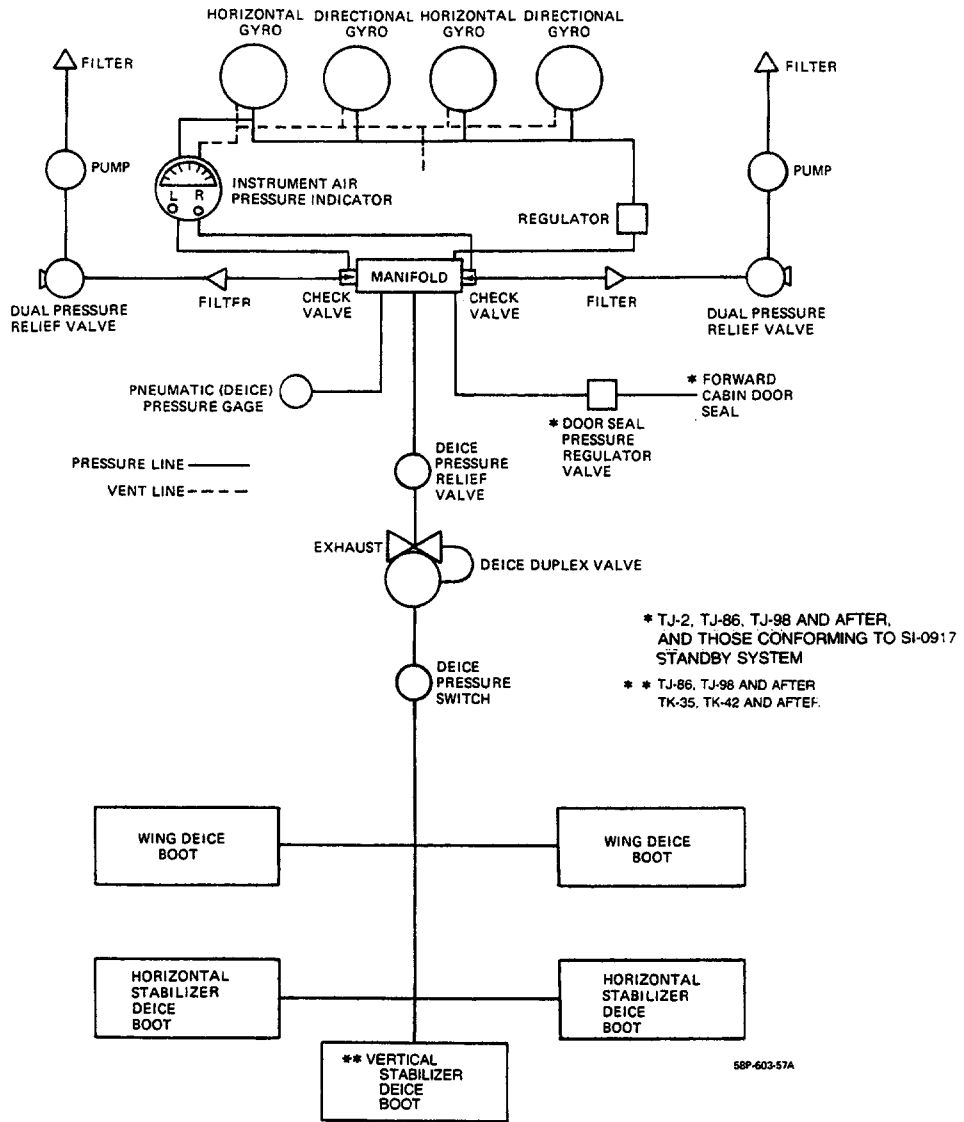 HORIZONTAL
GYRO
DIRECTIONAL
GYRO
HORIZONTAL
GYRO
DIRECTIONAL
GYRO
FILTER
FILTER
PUMP
PUMP
L R
INSTRUMENT AIR
PRESSURE INDICATOR
REGULATOR
MANIFOLD
DUAL PRESSURE
RELIEF VALVE
FILTER
CHECK
VALVE
CHECK
VALVE
FILTER
DUAL PRESSURE
RELIEF VALVE
PNEUMATIC (DEICE)
PRESSURE GAGE
* FORWARD
CABIN DOOR
SEAL
* DOOR SEAL
PRESSURE
REGULATOR
VALVE
PRESSURE LINE
VENT LINE
DEICE
PRESSURE
RELIEF
VALVE
EXHAUST
DEICE DUPLEX VALVE
* TJ-2, TJ-86, TJ-98 AND AFTER,
AND THOSE CONFORMING TO SI-0917
STANDBY SYSTEM
* * TJ-86, TJ-98 AND AFTER
TK-35, TK-42 AND AFTER.
DEICE
PRESSURE
SWITCH
WING DEICE
BOOT
WING DEICE
BOOT
HORIZONTAL
STABILIZER
DEICE
BOOT
HORIZONTAL
STABILIZER
DEICE
BOOT
** VERTICAL
STABILIZER
DEICE
BOOT
58P-603-57A